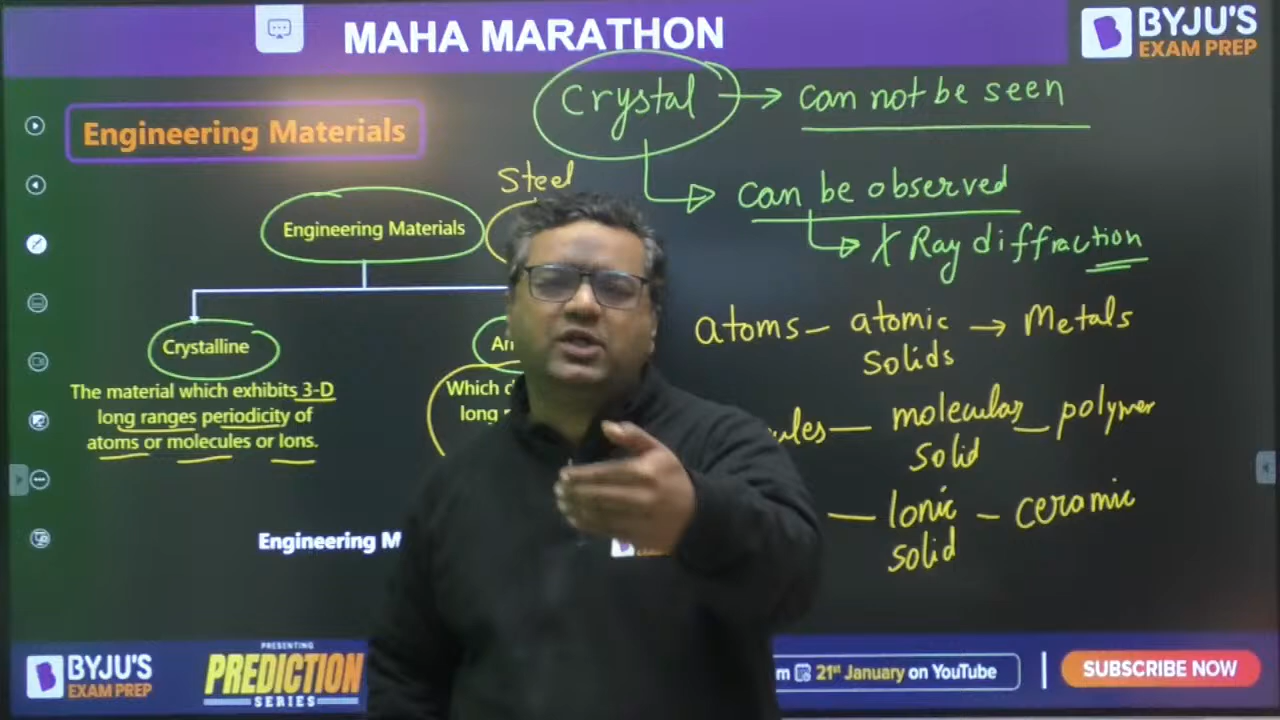 MAHA MARATHON
BYJU'S
EXAM PREP
Engineering Materials
Crystal → can not be seen
Steel
can be observed
X Ray diffraction
Engineering Materials
atoms – atomic solids → Metals
Crystalline
The material which exhibits 3-D
long ranges periodicity of
atoms or molecules or Ions.
Which
long
molecular solid – polymer
– Ionic solid – ceramic
Engineering
BYJU'S
EXAM PREP
PRESENTING
PREDICTION
SERIES
21st January on YouTube
SUBSCRIBE NOW